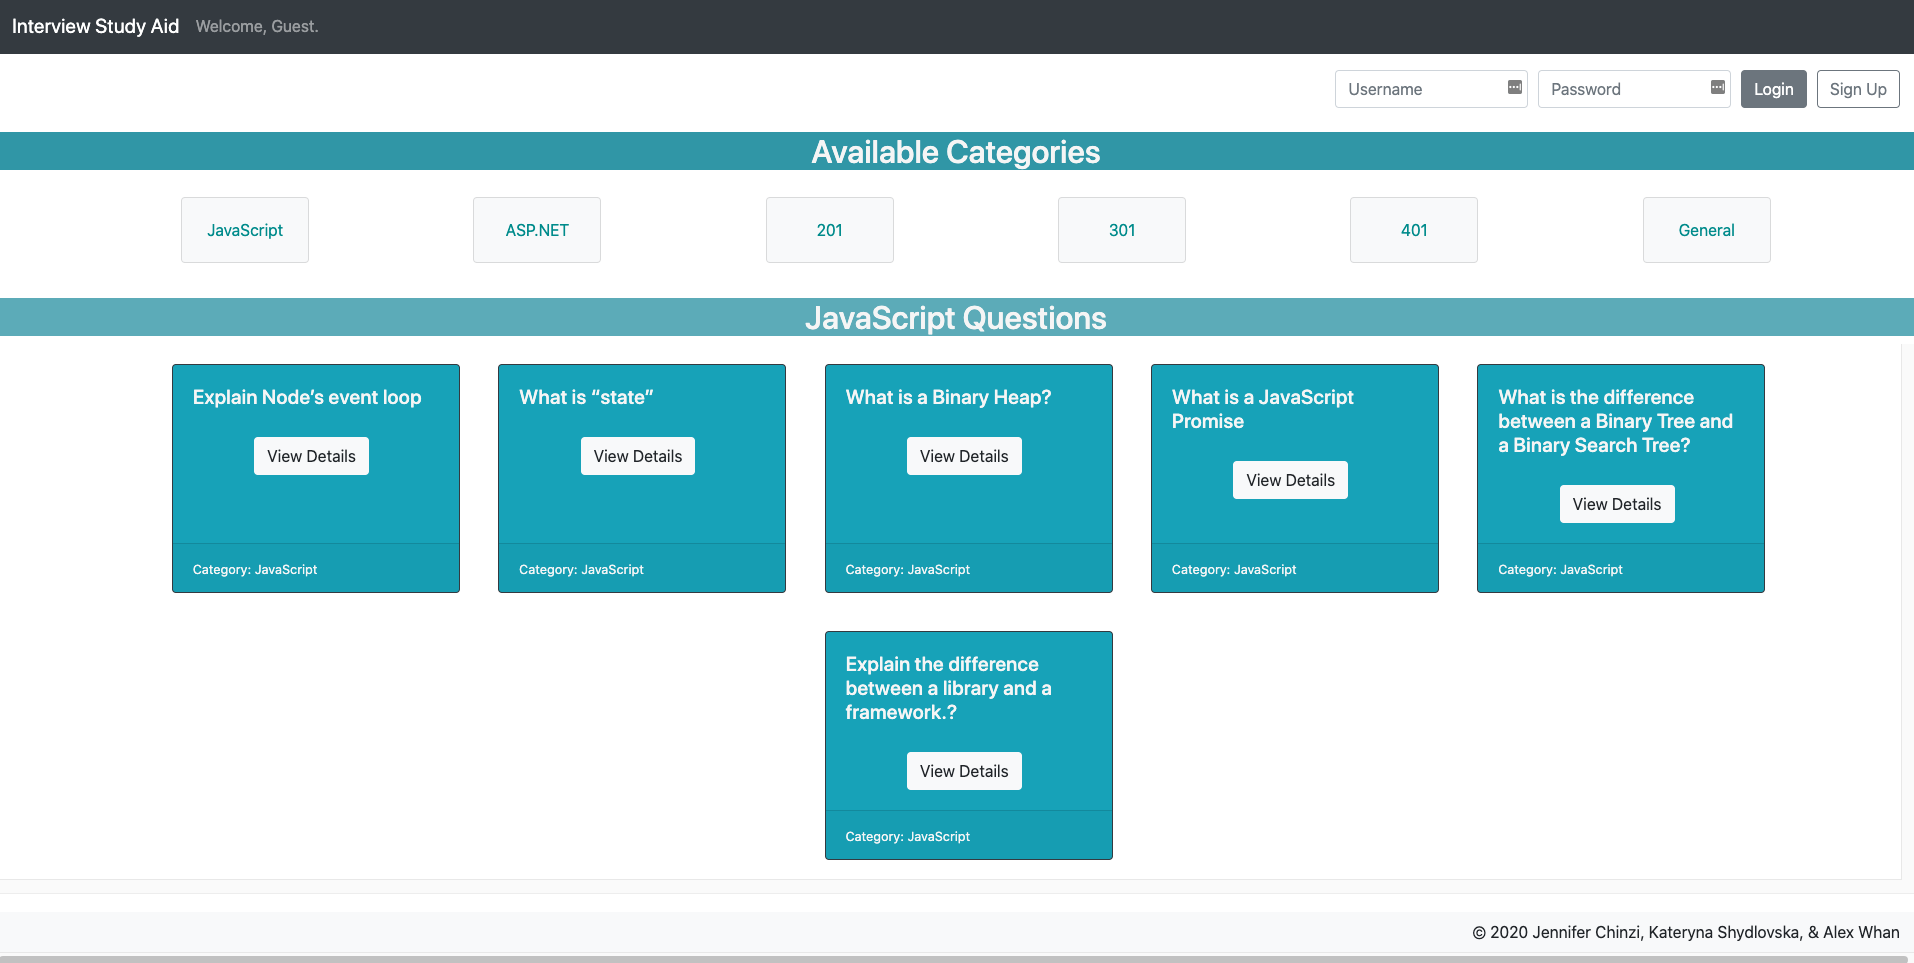 Interview Study Aid Welcome, Guest.
Username Password Login Sign Up
Available Categories
JavaScript ASP.NET 201 301 401 General
JavaScript Questions
Explain Node’s event loop
View Details
Category: JavaScript
What is “state”
View Details
Category: JavaScript
What is a Binary Heap?
View Details
Category: JavaScript
What is a JavaScript
Promise
View Details
Category: JavaScript
What is the difference
between a Binary Tree and
a Binary Search Tree?
View Details
Category: JavaScript
Explain the difference
between a library and a
framework.?
View Details
Category: JavaScript
© 2020 Jennifer Chinzi, Kateryna Shydlovska, & Alex Whan